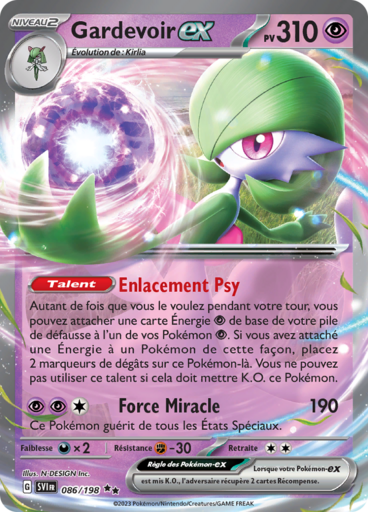 NIVEAU 2
Gardevoir ex
PV 310
Évolution de : Kirlia
Talent Enlacement Psy
Autant de fois que vous le voulez pendant votre tour, vous
pouvez attacher une carte Énergie de base de votre pile
de défausse à l'un de vos Pokémon. Si vous avez attaché
une Énergie à un Pokémon de cette façon, placez
2 marqueurs de dégâts sur ce Pokémon-là. Vous ne pouvez
pas utiliser ce talent si cela doit mettre K.O. ce Pokémon.
Force Miracle 190
Ce Pokémon guérit de tous les États Spéciaux.
Faiblesse ×2 Résistance -30 Retraite
Illus. N-DESIGN Inc.
Règle des Pokémon-ex
Lorsque votre Pokémon-ex
est mis K.O., l'adversaire récupère 2 cartes Récompense.
G SVI FR 086/198
©2023 Pokémon/Nintendo/Creatures/GAME FREAK